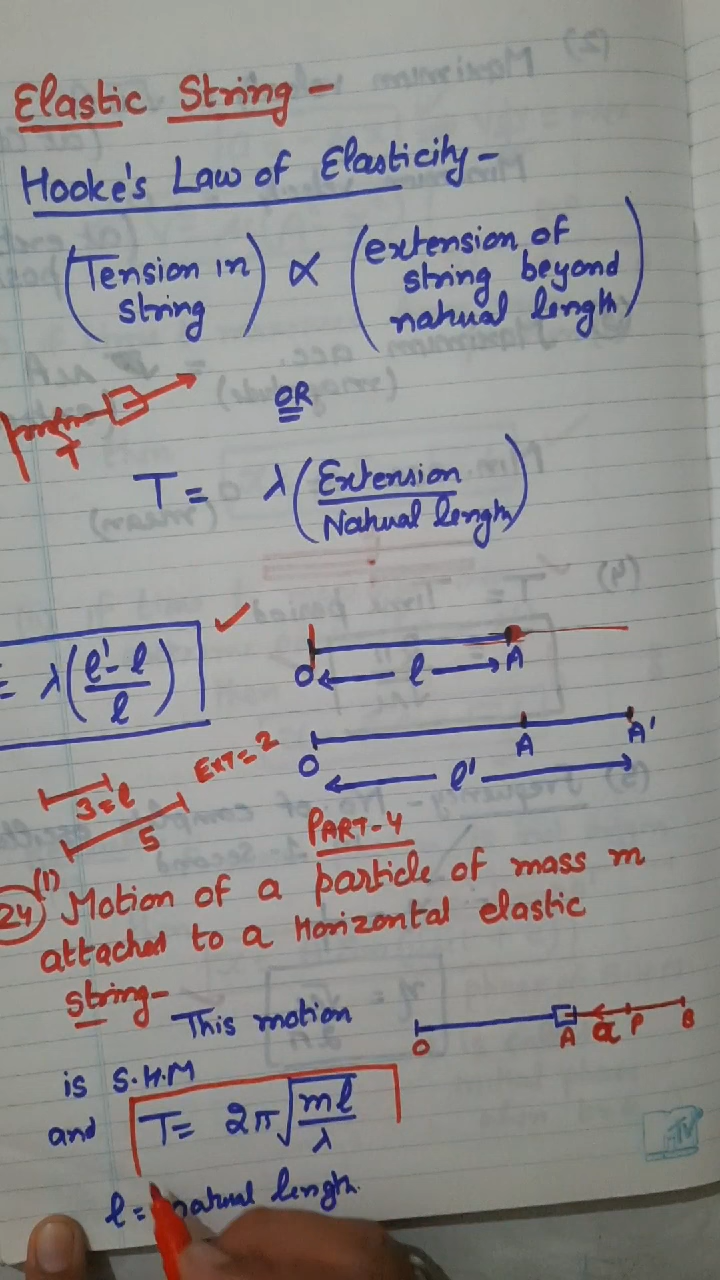 Elastic String -
Hooke's Law of Elasticity -
(Tension in string) ∝ (extension of string beyond natural length)
T
OR
T = λ(Extension/Natural length)
= λ(l'-l/l) ✓
O l A
O A A'
l'
Ext = 2
3 = l
5
PART-4
24 (1) Motion of a particle of mass m
attached to a Horizontal elastic
string-
This motion
O A x P B
is S.H.M
and T = 2π√(ml/λ)
l = natural length.